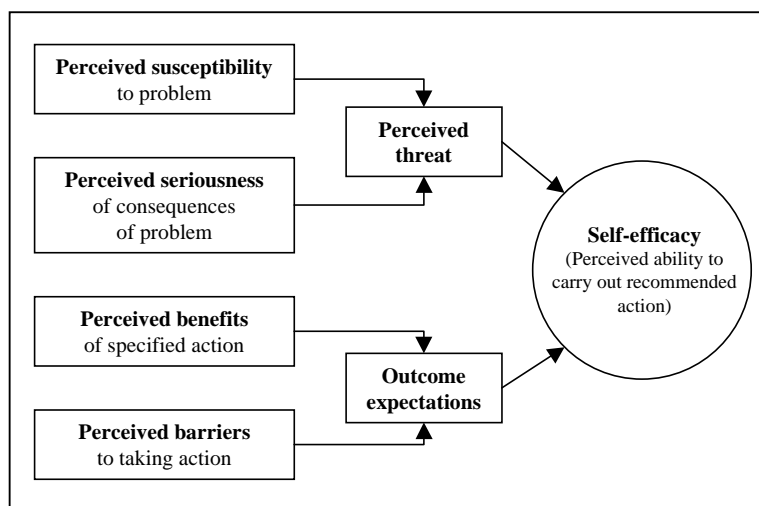 Perceived susceptibility
to problem
Perceived
threat
Perceived seriousness
of consequences
of problem
Self-efficacy
(Perceived ability to
carry out recommended
action)
Perceived benefits
of specified action
Outcome
expectations
Perceived barriers
to taking action